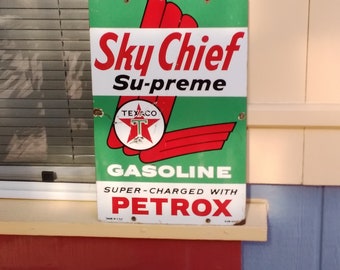 Sky Chief
Su-preme
TEXACO
T
GASOLINE
SUPER-CHARGED WITH
PETROX